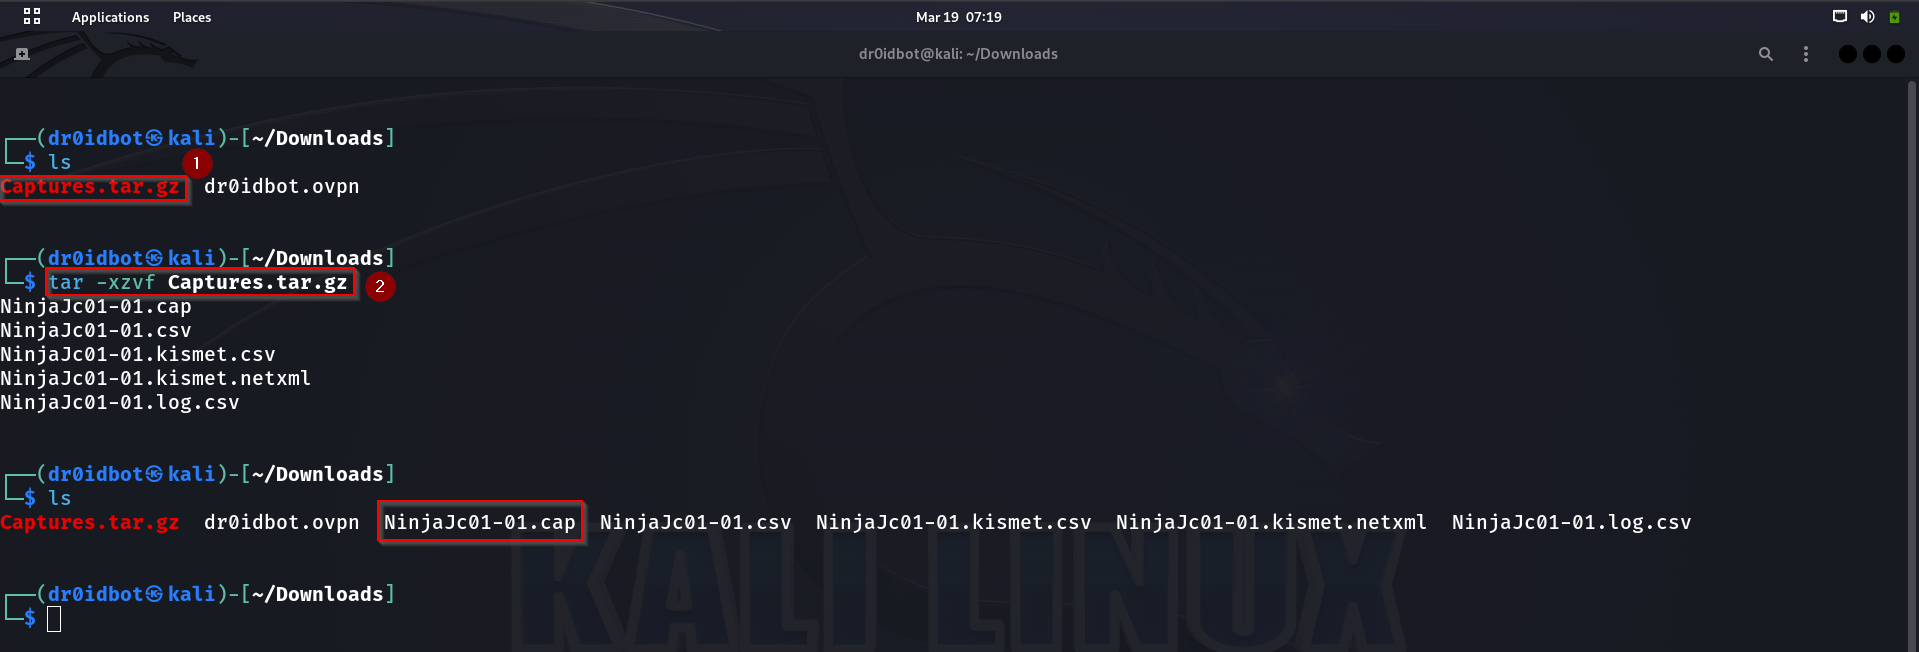 Applications Places Mar 19 07:19
dr0idbot@kali: ~/Downloads
┌──(dr0idbot㉿kali)-[~/Downloads]
└─$ ls
1
Captures.tar.gz dr0idbot.ovpn
┌──(dr0idbot㉿kali)-[~/Downloads]
└─$ tar -xzvf Captures.tar.gz
2
NinjaJc01-01.cap
NinjaJc01-01.csv
NinjaJc01-01.kismet.csv
NinjaJc01-01.kismet.netxml
NinjaJc01-01.log.csv
┌──(dr0idbot㉿kali)-[~/Downloads]
└─$ ls
Captures.tar.gz dr0idbot.ovpn NinjaJc01-01.cap NinjaJc01-01.csv NinjaJc01-01.kismet.csv NinjaJc01-01.kismet.netxml NinjaJc01-01.log.csv
KALI LINUX
┌──(dr0idbot㉿kali)-[~/Downloads]
└─$